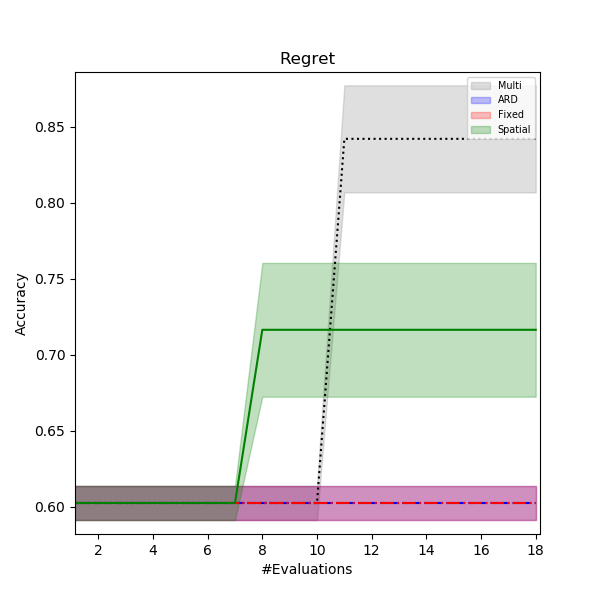 Regret
Multi
ARD
Fixed
Spatial
Accuracy
0.85
0.80
0.75
0.70
0.65
0.60
2 4 6 8 10 12 14 16 18
#Evaluations